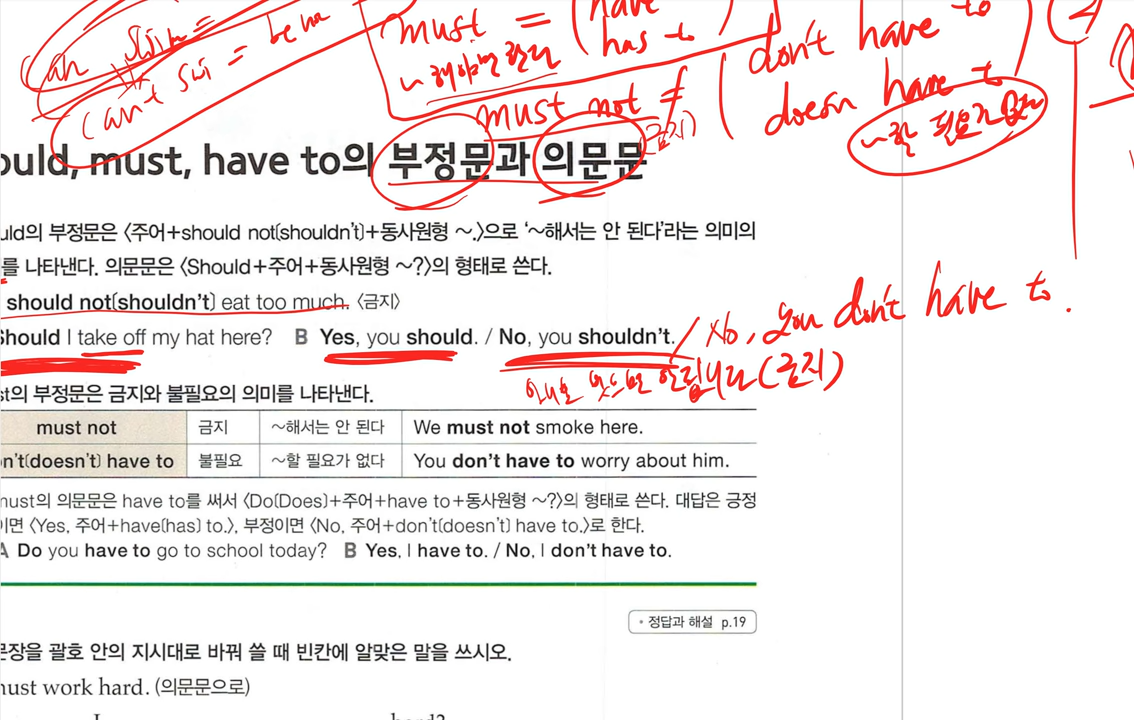 can swim =
can't swi = be na
must = (have
has to)
~해야만 한다
must not ≠ (don't have to
doesn have t)
(금지)
~할 필요가 없
2
ould, must, have to의 부정문과 의문문
uld의 부정문은 〈주어+should not(shouldn't)+동사원형 ~.〉으로 '~해서는 안 된다'라는 의미의
를 나타낸다. 의문문은 〈Should+주어+동사원형 ~?〉의 형태로 쓴다.
should not(shouldn't) eat too much. 〈금지〉
Should I take off my hat here? B Yes, you should. / No, you shouldn't. / No, you don't have to.
안 됩니다 (금지)
st의 부정문은 금지와 불필요의 의미를 나타낸다.
must not 금지 ~해서는 안 된다 We must not smoke here.
n't(doesn't) have to 불필요 ~할 필요가 없다 You don't have to worry about him.
must의 의문문은 have to를 써서 〈Do(Does)+주어+have to+동사원형 ~?〉의 형태로 쓴다. 대답은 긍정
이면 〈Yes, 주어+have(has) to.〉, 부정이면 〈No, 주어+don't(doesn't) have to.〉로 한다.
A Do you have to go to school today? B Yes, I have to. / No, I don't have to.
• 정답과 해설 p.19
문장을 괄호 안의 지시대로 바꿔 쓸 때 빈칸에 알맞은 말을 쓰시오.
must work hard. (의문문으로)
I hard?